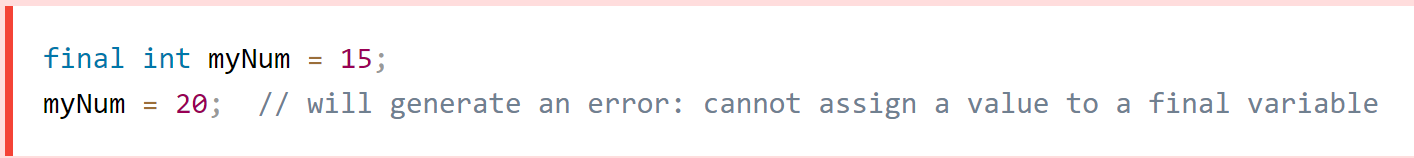 final int myNum = 15;
myNum = 20;  // will generate an error: cannot assign a value to a final variable